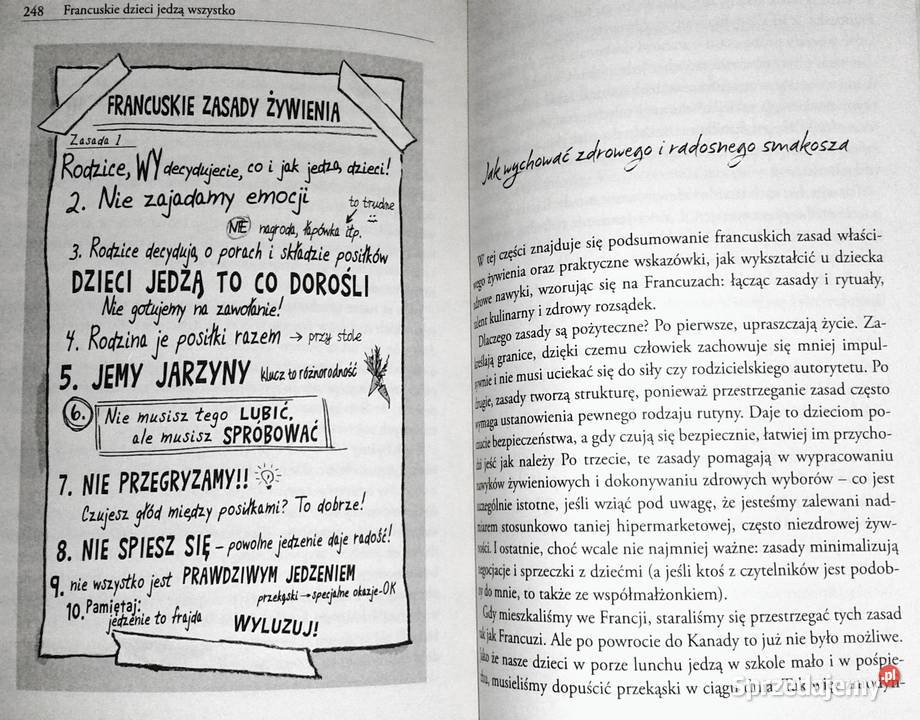 248 Francuskie dzieci jedzą wszystko
FRANCUSKIE ZASADY ŻYWIENIA
Zasada 1
Rodzice, WY decydujecie, co i jak jedzą dzieci!
2. Nie zajadamy emocji
to trudne
NIE nagroda, łapówka itp.
3. Rodzice decydują o porach i składzie posiłków
DZIECI JEDZĄ TO CO DOROŚLI
Nie gotujemy na zawołanie!
4. Rodzina je posiłki razem → przy stole
5. JEMY JARZYNY klucz to różnorodność
6. Nie musisz tego LUBIĆ,
ale musisz SPRÓBOWAĆ
7. NIE PRZEGRYZAMY!!
Czujesz głód między posiłkami? To dobrze!
8. NIE SPIESZ SIĘ – powolne jedzenie daje radość!
9. nie wszystko jest PRAWDZIWYM JEDZENIEM
przekąski → specjalne okazje-OK
10. Pamiętaj:
jedzenie to frajda
WYLUZUJ!
Jak wychować zdrowego i radosnego smakosza
W tej części znajduje się podsumowanie francuskich zasad właści-
wego żywienia oraz praktyczne wskazówki, jak wykształcić u dziecka
zdrowe nawyki, wzorując się na Francuzach: łącząc zasady i rytuały,
talent kulinarny i zdrowy rozsądek.
Dlaczego zasady są pożyteczne? Po pierwsze, upraszczają życie. Za-
kreślają granice, dzięki czemu człowiek zachowuje się mniej impul-
sywnie i nie musi uciekać się do siły czy rodzicielskiego autorytetu. Po
drugie, zasady tworzą strukturę, ponieważ przestrzeganie zasad często
wymaga ustanowienia pewnego rodzaju rutyny. Daje to dzieciom po-
czucie bezpieczeństwa, a gdy czują się bezpiecznie, łatwiej im przycho-
dzi jeść jak należy Po trzecie, te zasady pomagają w wypracowaniu
nawyków żywieniowych i dokonywaniu zdrowych wyborów – co jest
szczególnie istotne, jeśli wziąć pod uwagę, że jesteśmy zalewani nad-
miarem stosunkowo taniej hipermarketowej, często niezdrowej żyw-
ności. I ostatnie, choć wcale nie najmniej ważne: zasady minimalizują
negocjacje i sprzeczki z dziećmi (a jeśli ktoś z czytelników jest podob-
ny do mnie, to także ze współmałżonkiem).
Gdy mieszkaliśmy we Francji, staraliśmy się przestrzegać tych zasad
tak jak Francuzi. Ale po powrocie do Kanady to już nie było możliwe.
Jako że nasze dzieci w porze lunchu jedzą w szkole mało i w pośpie-
chu, musieliśmy dopuścić przekąski w ciągu dnia. Tak więc
Sprzedajemy.pl